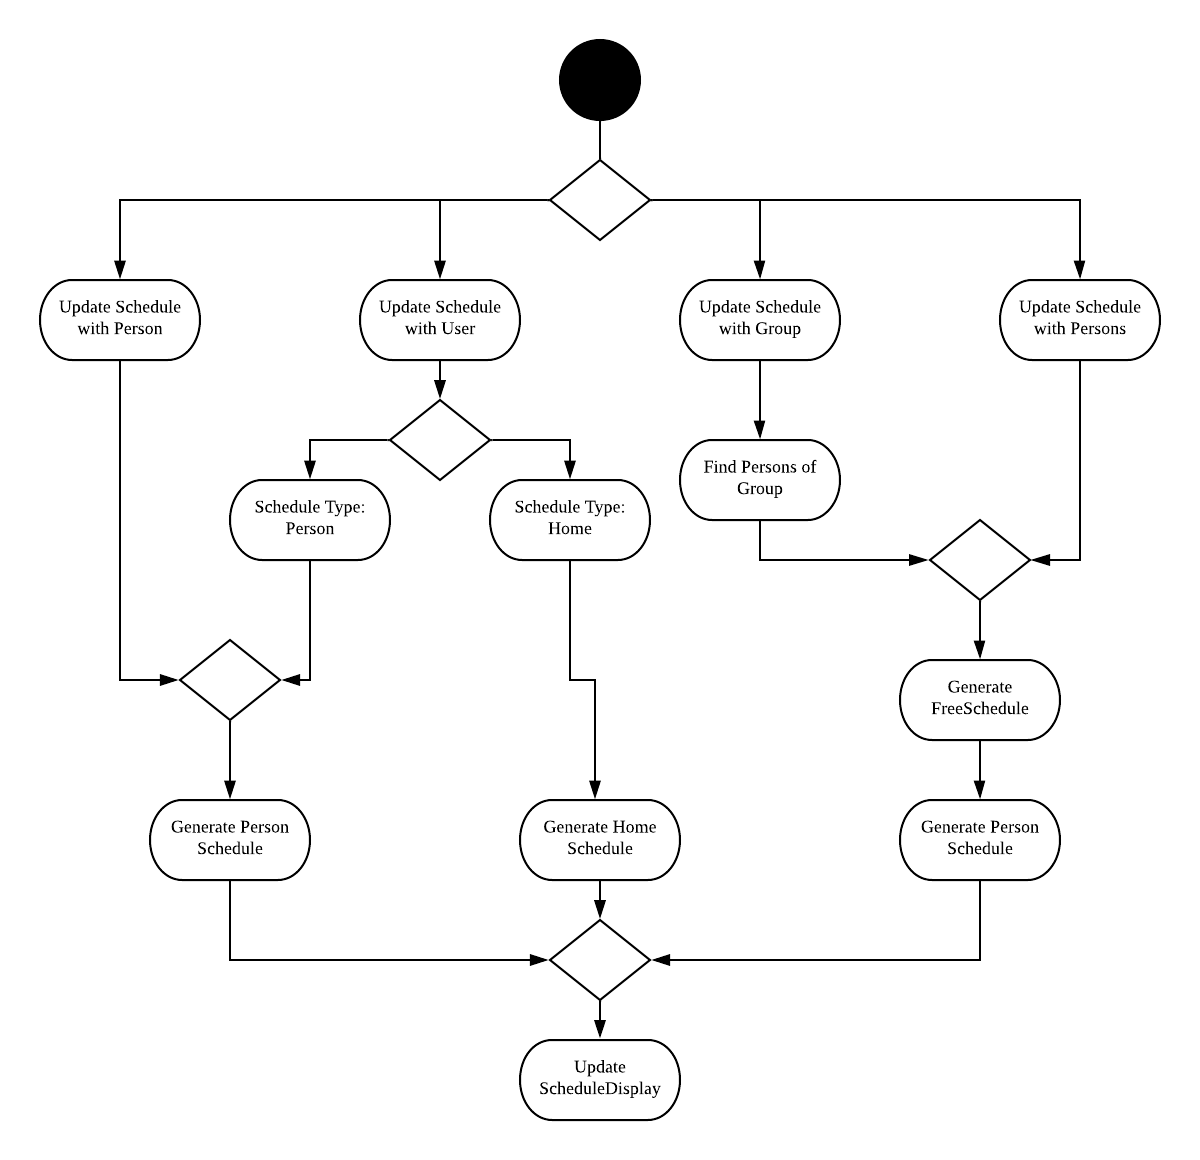 Update Schedule
with Person
Update Schedule
with User
Update Schedule
with Group
Update Schedule
with Persons
Find Persons of
Group
Schedule Type:
Person
Schedule Type:
Home
Generate
FreeSchedule
Generate Person
Schedule
Generate Home
Schedule
Generate Person
Schedule
Update
ScheduleDisplay